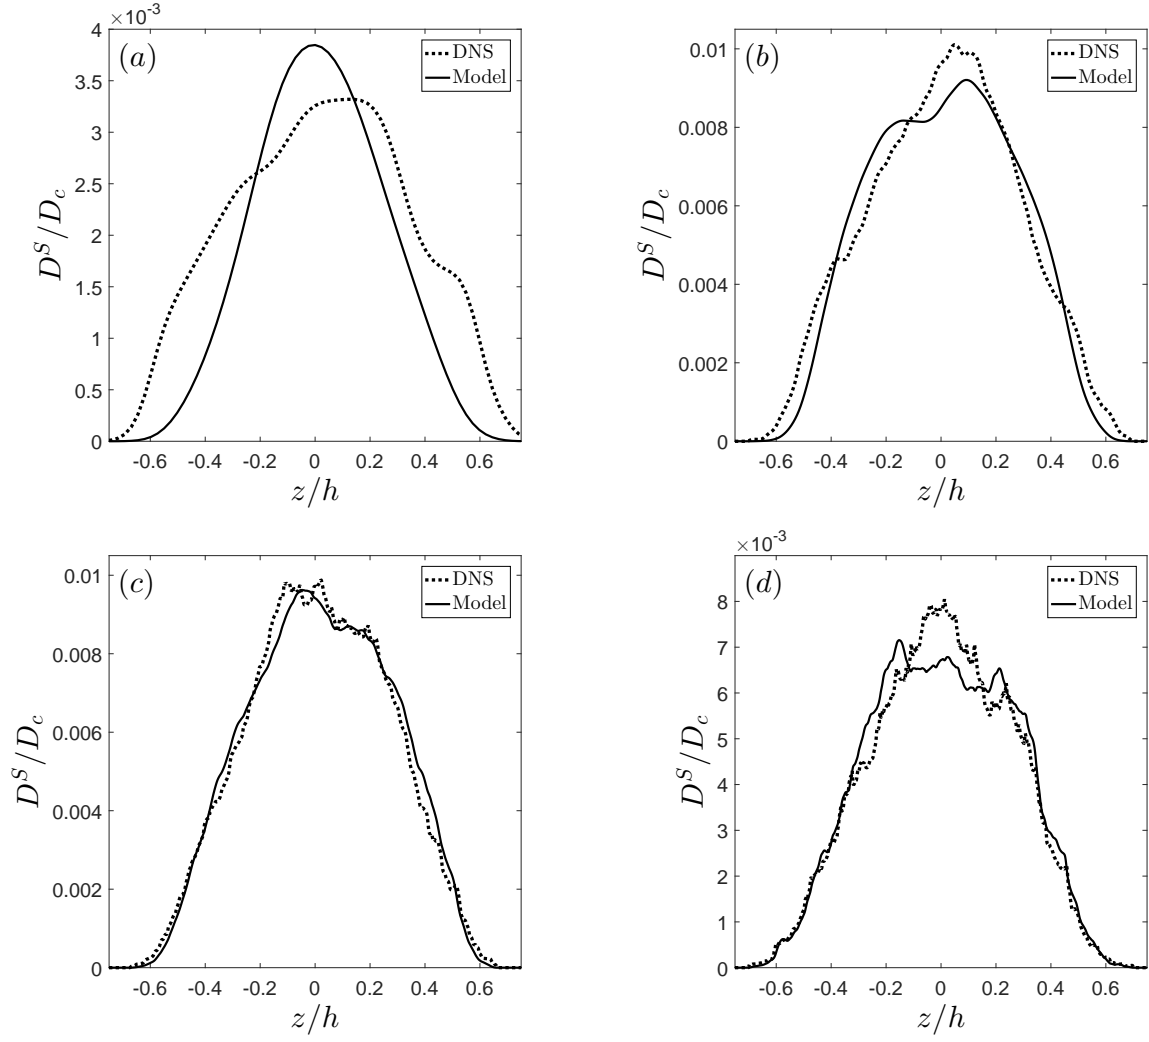 ×10⁻³
(a)
DNS
Model
4
3.5
3
2.5
2
1.5
1
0.5
0
D^S/D_c
-0.6 -0.4 -0.2 0 0.2 0.4 0.6
z/h
(b)
DNS
Model
0.01
0.008
0.006
0.004
0.002
0
D^S/D_c
-0.6 -0.4 -0.2 0 0.2 0.4 0.6
z/h
(c)
DNS
Model
0.01
0.008
0.006
0.004
0.002
0
D^S/D_c
-0.6 -0.4 -0.2 0 0.2 0.4 0.6
z/h
×10⁻³
(d)
DNS
Model
8
7
6
5
4
3
2
1
0
D^S/D_c
-0.6 -0.4 -0.2 0 0.2 0.4 0.6
z/h